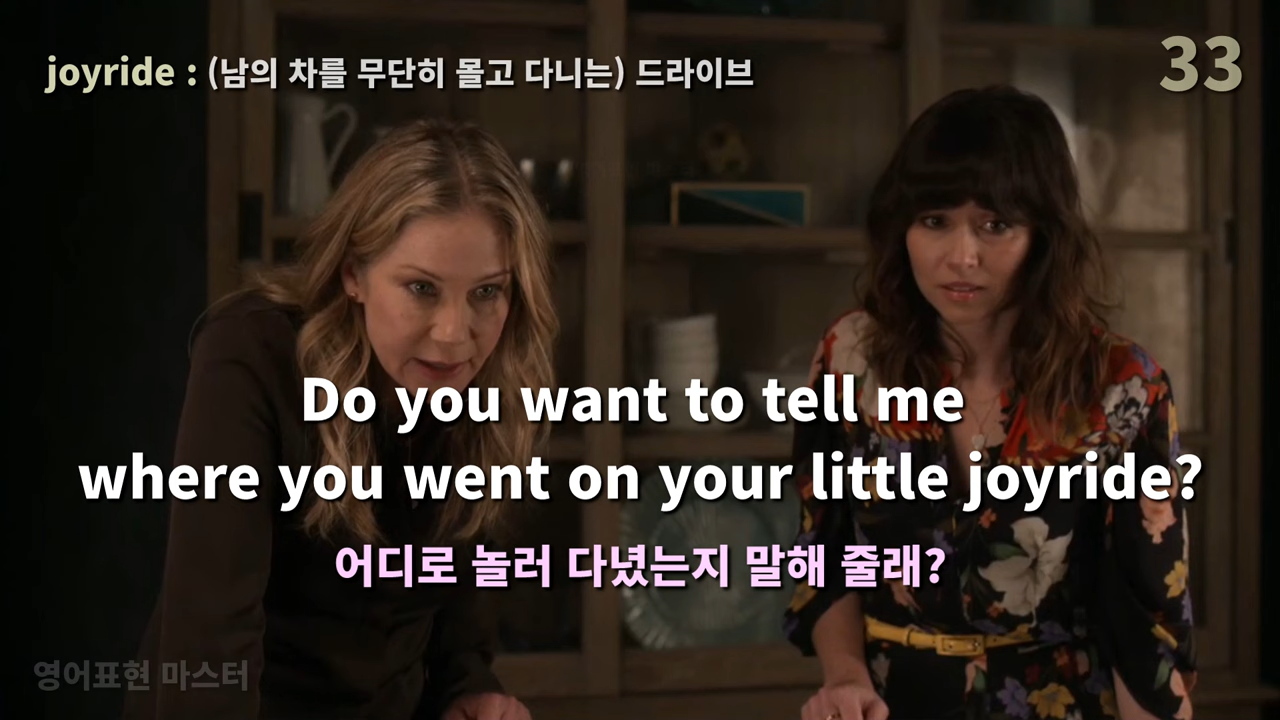 joyride : (남의 차를 무단히 몰고 다니는) 드라이브
33
Do you want to tell me
where you went on your little joyride?
어디로 놀러 다녔는지 말해 줄래?
영어표현 마스터